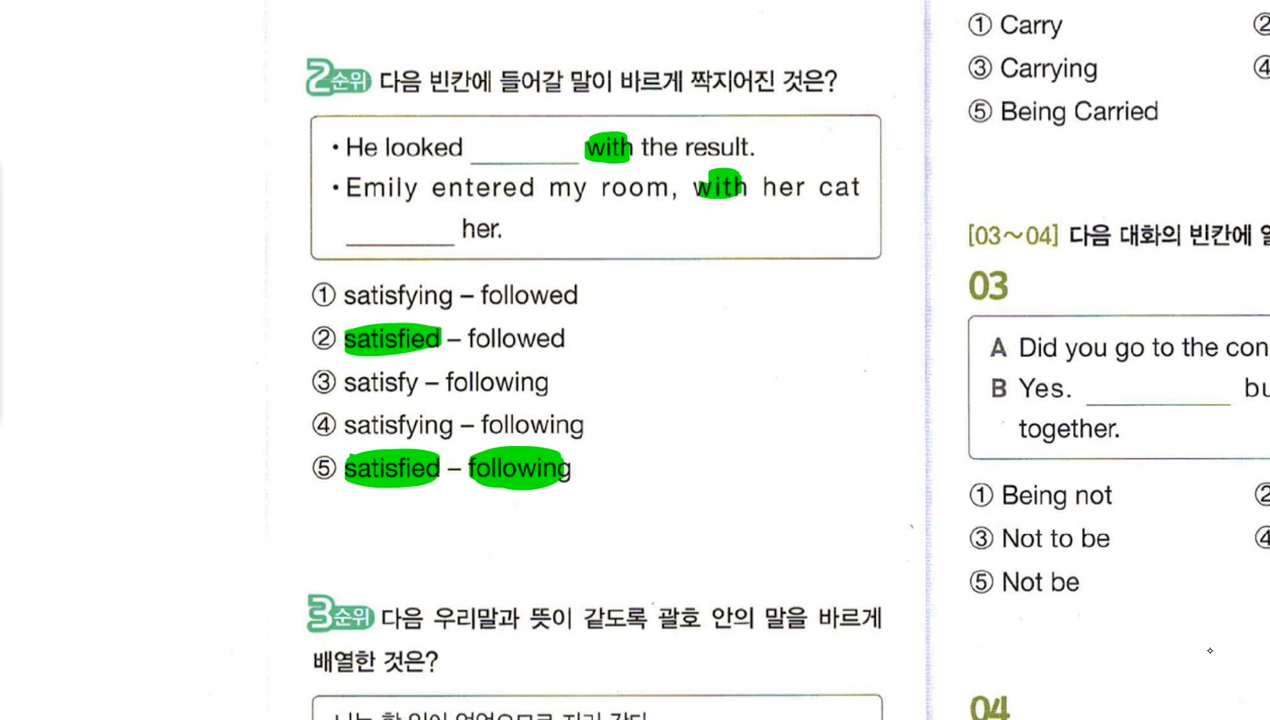 2순위 다음 빈칸에 들어갈 말이 바르게 짝지어진 것은?
• He looked ________ with the result.
• Emily entered my room, with her cat
________ her.
① satisfying – followed
② satisfied – followed
③ satisfy – following
④ satisfying – following
⑤ satisfied – following
3순위 다음 우리말과 뜻이 같도록 괄호 안의 말을 바르게
배열한 것은?
① Carry ②
③ Carrying ④
⑤ Being Carried
[03~04] 다음 대화의 빈칸에
03
A Did you go to the con
B Yes. ________ bu
together.
① Being not ②
③ Not to be ④
⑤ Not be
04